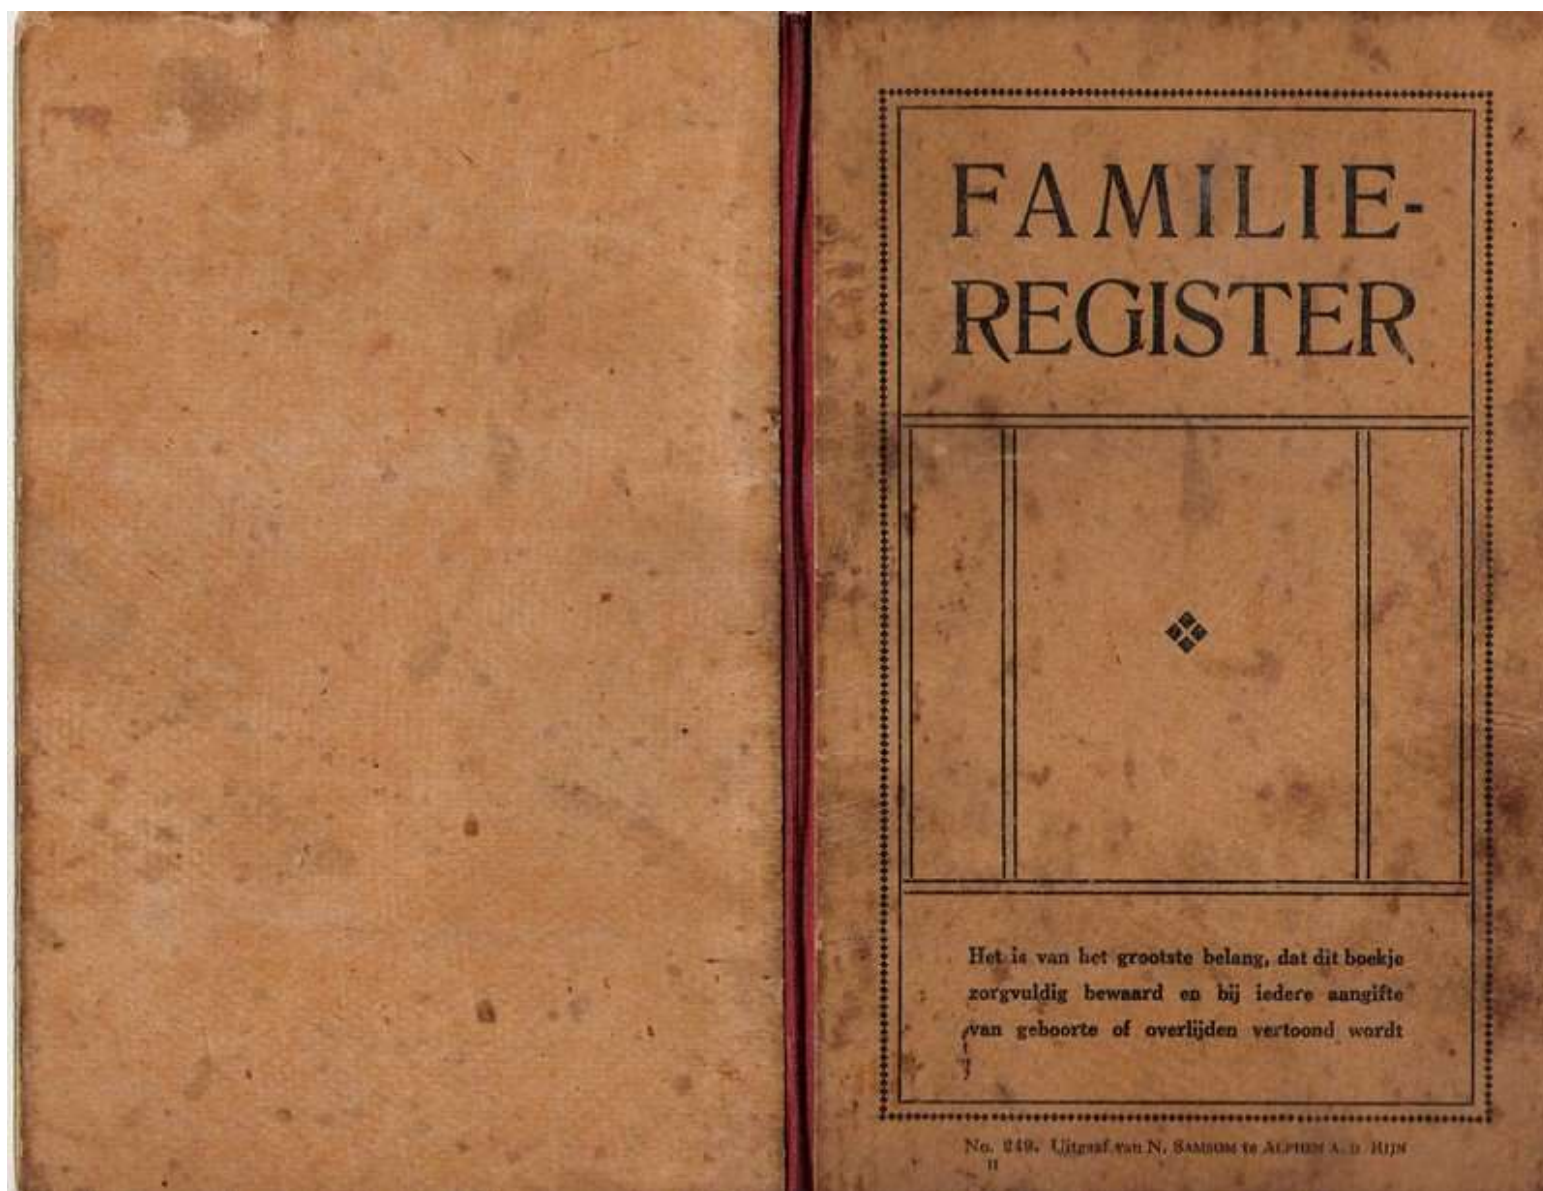 FAMILIE-
REGISTER
Het is van het grootste belang, dat dit boekje
zorgvuldig bewaard en bij iedere aangifte
van geboorte of overlijden vertoond wordt
No. 249. Uitgaaf van N. SAMSOM te ALPHEN A. D RIJN
II